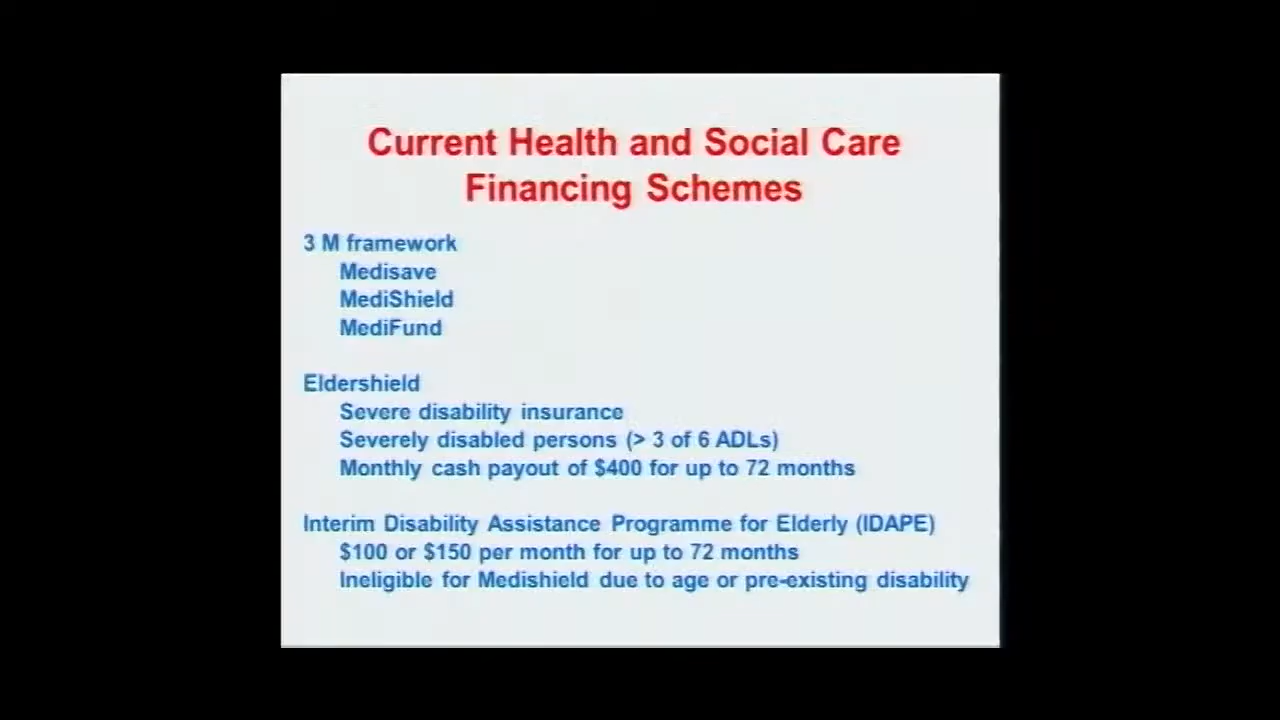 Current Health and Social Care
Financing Schemes
3 M framework
Medisave
MediShield
MediFund
Eldershield
Severe disability insurance
Severely disabled persons (> 3 of 6 ADLs)
Monthly cash payout of $400 for up to 72 months
Interim Disability Assistance Programme for Elderly (IDAPE)
$100 or $150 per month for up to 72 months
Ineligible for Medishield due to age or pre-existing disability